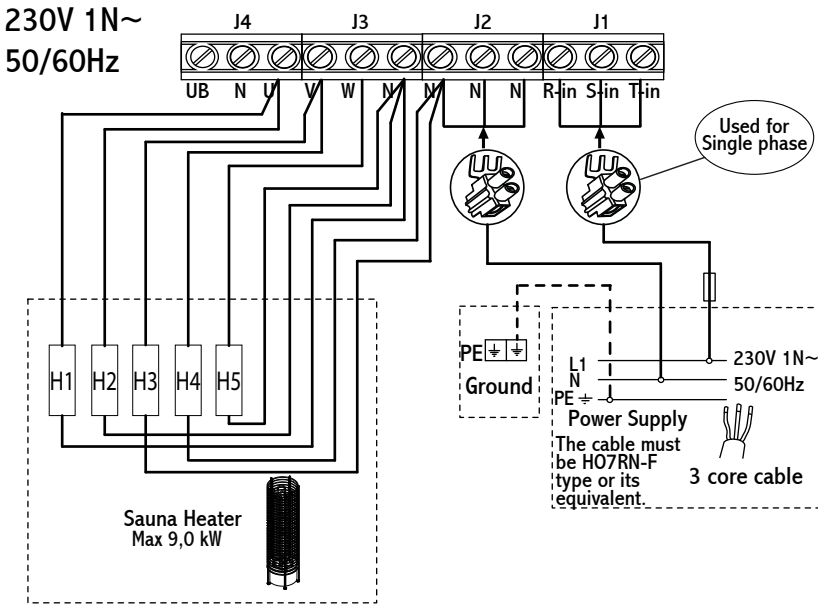 230V 1N~
50/60Hz
J4 J3 J2 J1
UB N U V W N N N N R-in S-in T-in
Used for
Single phase
H1 H2 H3 H4 H5
PE
Ground
L1
N
PE
230V 1N~
50/60Hz
Power Supply
The cable must
be HO7RN-F
type or its
equivalent.
3 core cable
Sauna Heater
Max 9,0 kW